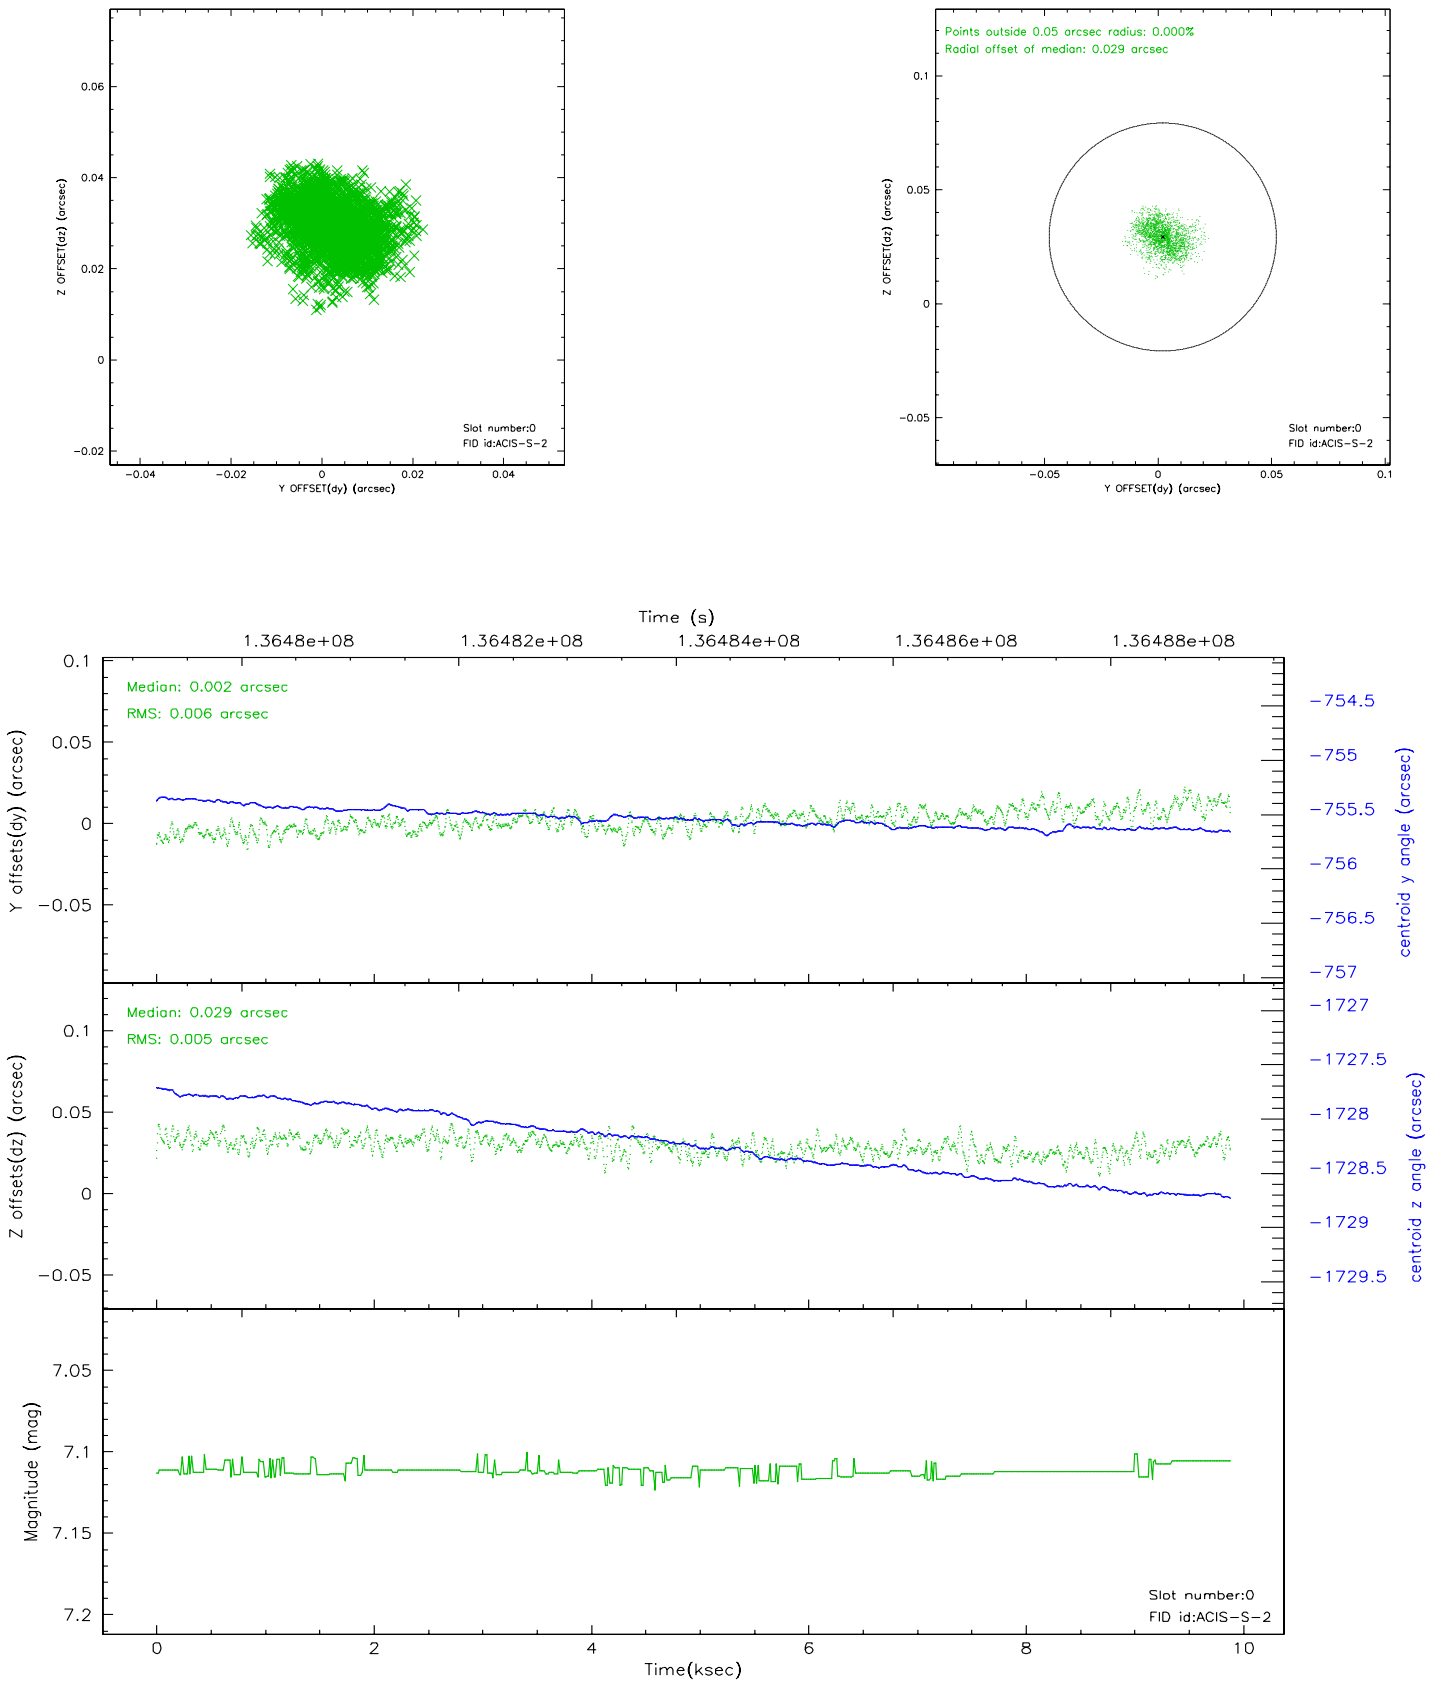 0.06
0.04
0.02
0
−0.02
Z OFFSET(dz) (arcsec)
Slot number:0
FID id:ACIS−S−2
−0.04
−0.02
0
0.02
0.04
Y OFFSET(dy) (arcsec)
Points outside 0.05 arcsec radius: 0.000%
Radial offset of median: 0.029 arcsec
0.1
0.05
0
−0.05
Z OFFSET(dz) (arcsec)
Slot number:0
FID id:ACIS−S−2
−0.05
0
0.05
0.1
Y OFFSET(dy) (arcsec)
Time (s)
1.3648e+08
1.36482e+08
1.36484e+08
1.36486e+08
1.36488e+08
Median: 0.002 arcsec
RMS: 0.006 arcsec
0.1
0.05
0
−0.05
Y offsets(dy) (arcsec)
−754.5
−755
−755.5
−756
−756.5
−757
centroid y angle (arcsec)
Median: 0.029 arcsec
RMS: 0.005 arcsec
0.1
0.05
0
−0.05
Z offsets(dz) (arcsec)
−1727
−1727.5
−1728
−1728.5
−1729
−1729.5
centroid z angle (arcsec)
7.05
7.1
7.15
7.2
Magnitude (mag)
Slot number:0
FID id:ACIS−S−2
0
2
4
6
8
10
Time(ksec)